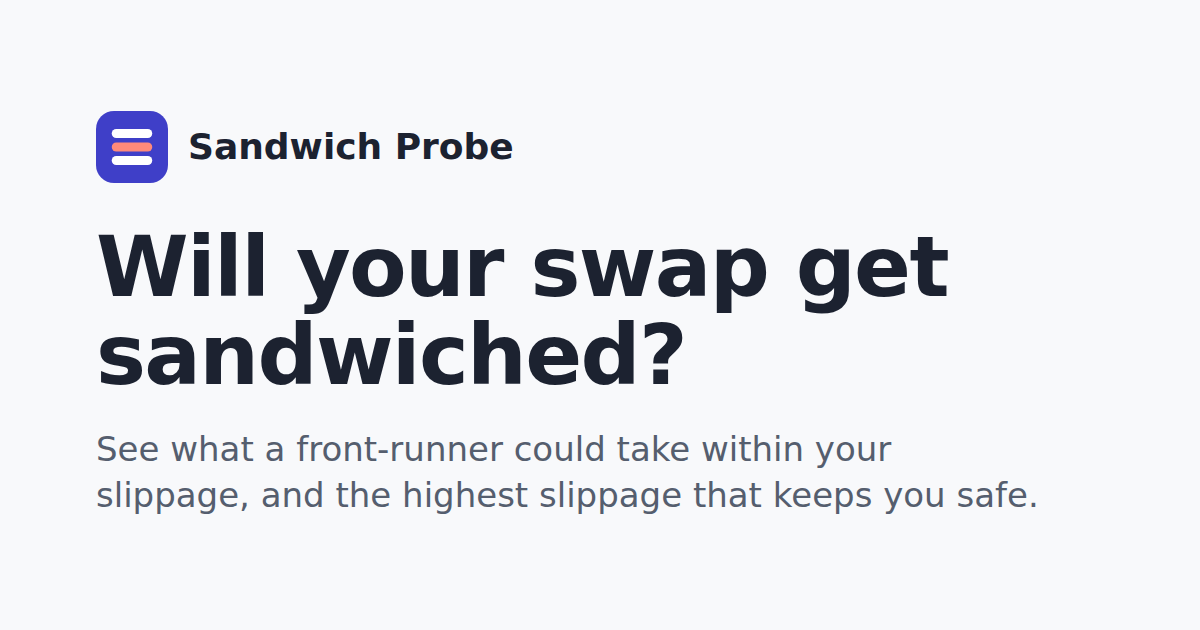 Sandwich Probe
Will your swap get
sandwiched?
See what a front-runner could take within your
slippage, and the highest slippage that keeps you safe.